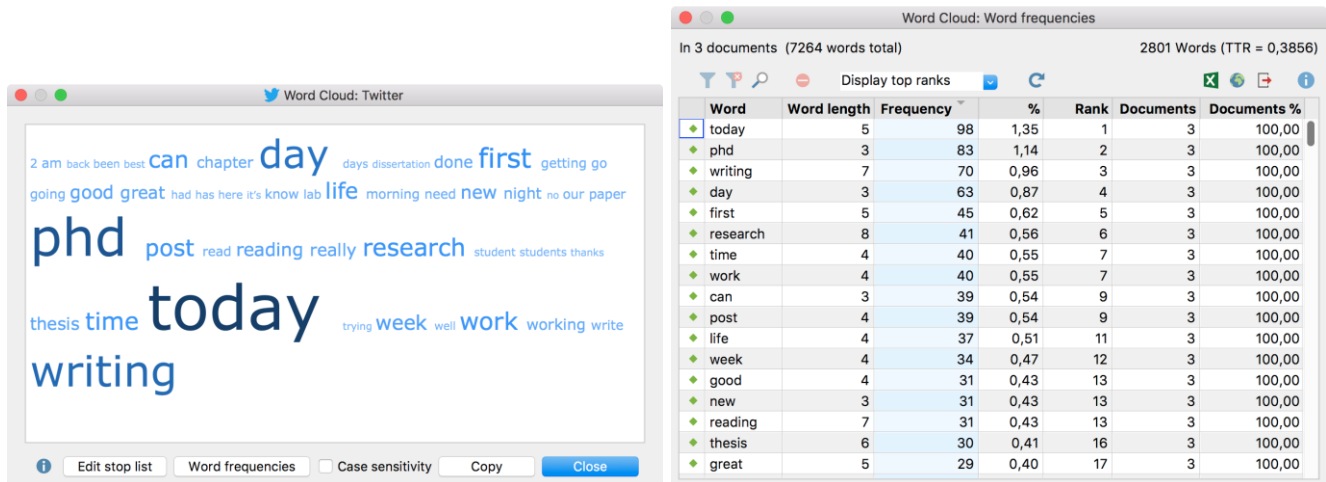 Word Cloud: Twitter
2 am back been best can chapter day days dissertation done first getting go
going good great had has here it's know lab life morning need new night no our paper
phd post read reading really research student students thanks
thesis time today trying week well work working write
writing
Edit stop list Word frequencies Case sensitivity Copy Close
Word Cloud: Word frequencies
In 3 documents (7264 words total) 2801 Words (TTR = 0,3856)
Display top ranks
Word Word length Frequency % Rank Documents Documents %
today 5 98 1,35 1 3 100,00
phd 3 83 1,14 2 3 100,00
writing 7 70 0,96 3 3 100,00
day 3 63 0,87 4 3 100,00
first 5 45 0,62 5 3 100,00
research 8 41 0,56 6 3 100,00
time 4 40 0,55 7 3 100,00
work 4 40 0,55 7 3 100,00
can 3 39 0,54 9 3 100,00
post 4 39 0,54 9 3 100,00
life 4 37 0,51 11 3 100,00
week 4 34 0,47 12 3 100,00
good 4 31 0,43 13 3 100,00
new 3 31 0,43 13 3 100,00
reading 7 31 0,43 13 3 100,00
thesis 6 30 0,41 16 3 100,00
great 5 29 0,40 17 3 100,00